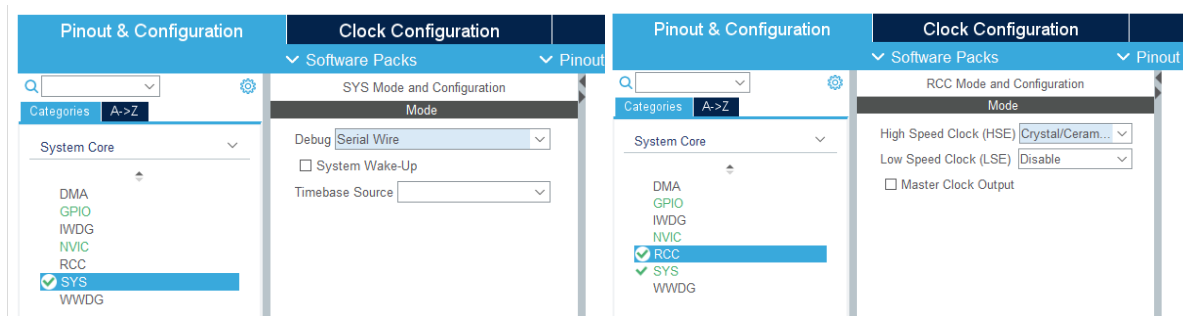 Pinout & Configuration
Clock Configuration
Software Packs
Pinout
SYS Mode and Configuration
Mode
Categories
A->Z
System Core
Debug Serial Wire
System Wake-Up
Timebase Source
DMA
GPIO
IWDG
NVIC
RCC
SYS
WWDG
Pinout & Configuration
Clock Configuration
Software Packs
Pinout
RCC Mode and Configuration
Mode
Categories
A->Z
System Core
High Speed Clock (HSE) Crystal/Ceram...
Low Speed Clock (LSE) Disable
Master Clock Output
DMA
GPIO
IWDG
NVIC
RCC
SYS
WWDG